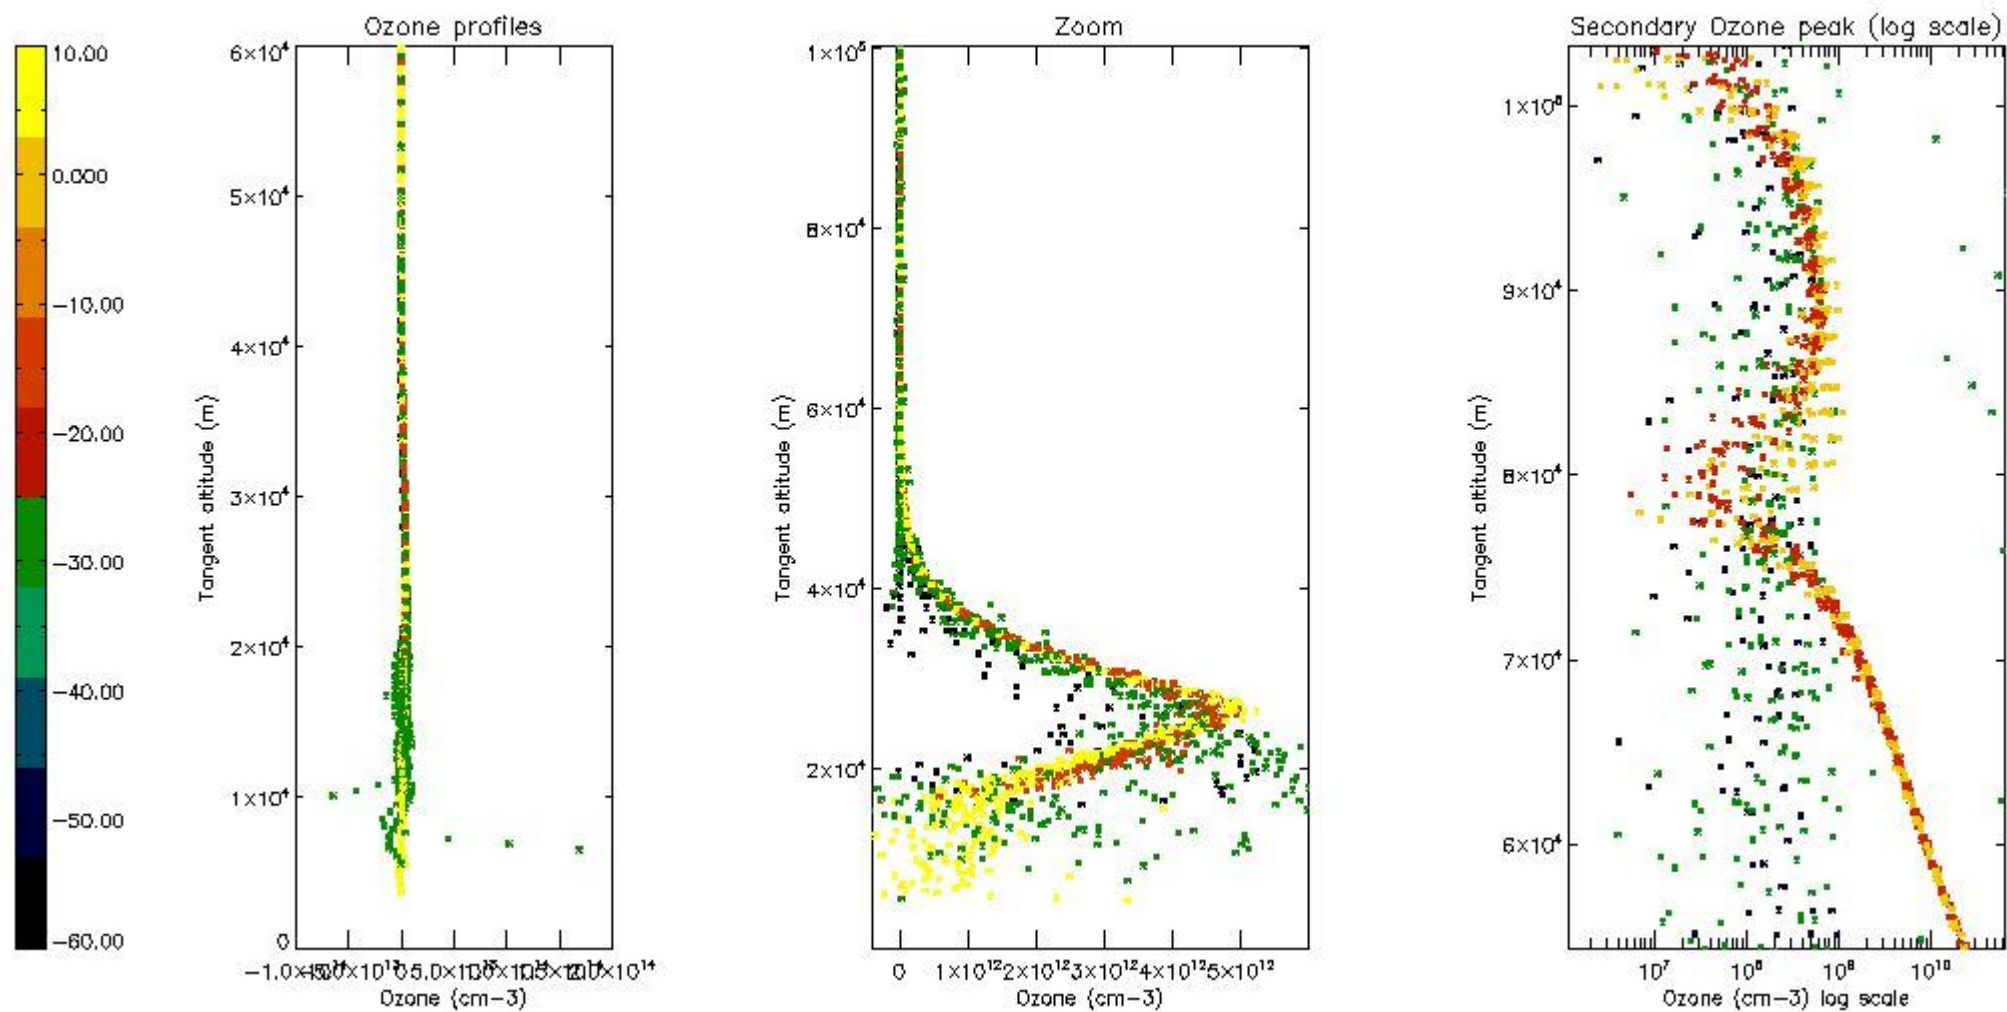 Ozone profiles
Zoom
Secondary Ozone peak (log scale)
10.00
0.000
-10.00
-20.00
-30.00
-40.00
-50.00
-60.00
6×10⁴
5×10⁴
4×10⁴
3×10⁴
2×10⁴
1×10⁴
0
Tangent altitude (m)
Ozone (cm-3)
1×10⁵
8×10⁴
6×10⁴
4×10⁴
2×10⁴
Tangent altitude (m)
0 1×10¹² 2×10¹² 3×10¹² 4×10¹² 5×10¹²
Ozone (cm-3)
9×10⁴
8×10⁴
7×10⁴
6×10⁴
Tangent altitude (m)
10⁷ 10⁸ 10⁹ 10¹⁰
Ozone (cm-3) log scale